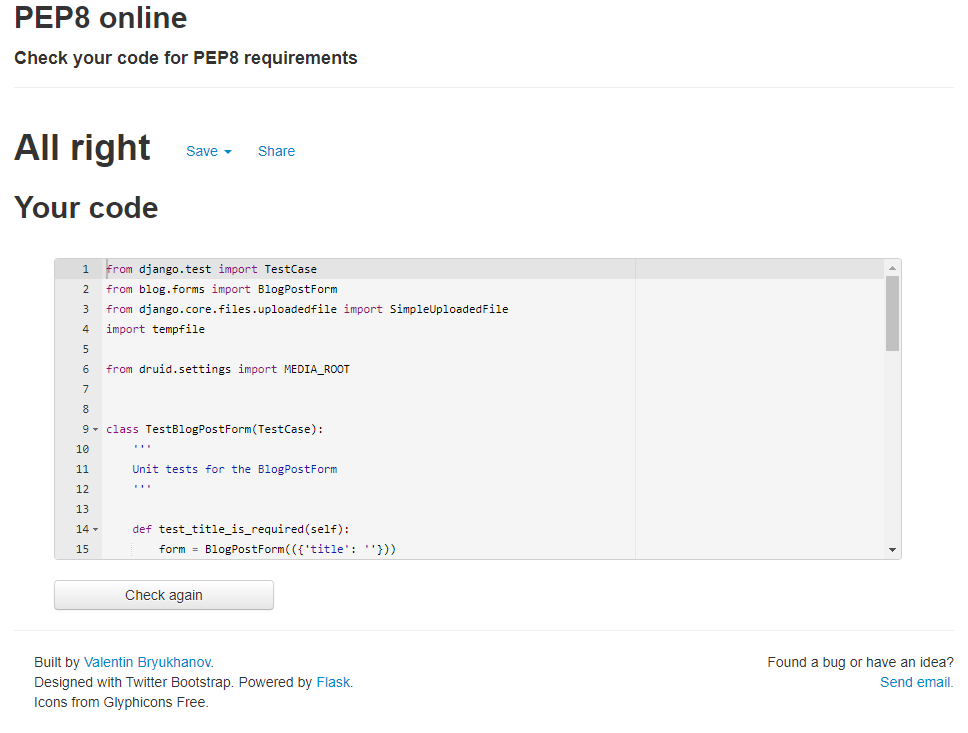 PEP8 online
Check your code for PEP8 requirements
All right Save Share
Your code
1 from django.test import TestCase
2 from blog.forms import BlogPostForm
3 from django.core.files.uploadedfile import SimpleUploadedFile
4 import tempfile
5
6 from druid.settings import MEDIA_ROOT
7
8
9 class TestBlogPostForm(TestCase):
10 '''
11 Unit tests for the BlogPostForm
12 '''
13
14 def test_title_is_required(self):
15 form = BlogPostForm(({'title': ''}))
Check again
Built by Valentin Bryukhanov.
Designed with Twitter Bootstrap. Powered by Flask.
Icons from Glyphicons Free.
Found a bug or have an idea?
Send email.